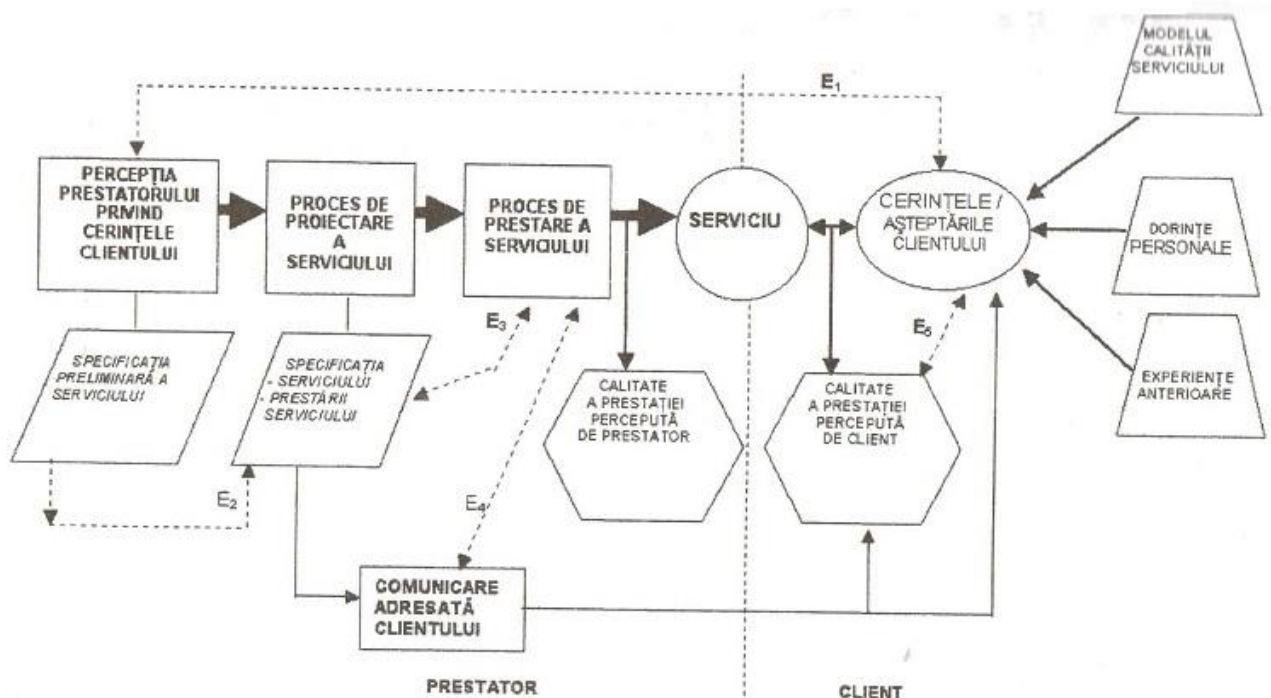 MODELUL
CALITĂȚII
SERVICIULUI
E₁
PERCEPȚIA
PRESTATORULUI
PRIVIND
CERINȚELE
CLIENTULUI
PROCES DE
PROIECTARE
A
SERVICIULUI
PROCES DE
PRESTARE A
SERVICIULUI
SERVICIU
CERINȚELE /
AȘTEPTĂRILE
CLIENTULUI
DORINȚE
PERSONALE
EXPERIENȚE
ANTERIOARE
SPECIFICAȚIA
PRELIMINARĂ A
SERVICIULUI
SPECIFICAȚIA
- SERVICIULUI
- PRESTĂRII
SERVICIULUI
E₃
E₅
CALITATE
A PRESTAȚIEI
PERCEPUTĂ
DE PRESTATOR
CALITATE
A PRESTAȚIEI
PERCEPUTĂ
DE CLIENT
E₂
E₄
COMUNICARE
ADRESATĂ
CLIENTULUI
PRESTATOR
CLIENT